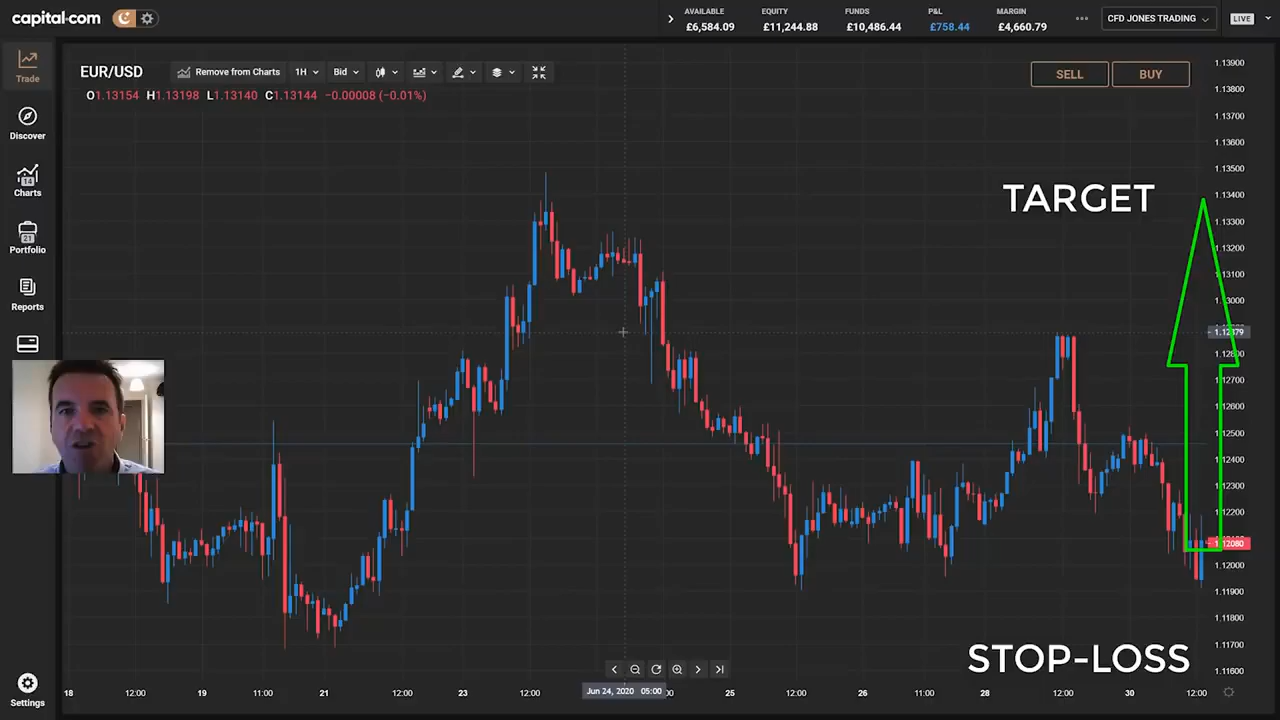 capital.com
AVAILABLE EQUITY FUNDS P&L MARGIN
£6,584.09 £11,244.88 £10,486.44 £758.44 £4,660.79
CFD JONES TRADING
LIVE
Trade
Discover
14
Charts
21
Portfolio
Reports
Settings
EUR/USD
Remove from Charts
1H
Bid
O1.13154 H1.13198 L1.13140 C1.13144 −0.00008 (−0.01%)
SELL
BUY
TARGET
STOP-LOSS
1.13900
1.13800
1.13700
1.13600
1.13500
1.13400
1.13300
1.13200
1.13100
1.13000
1.12800
1.12700
1.12600
1.12500
1.12400
1.12300
1.12200
1.12080
1.12000
1.11900
1.11800
1.11700
1.11600
18 12:00 19 11:00 21 12:00 23 12:00 Jun 24, 2020 05:00 25 12:00 26 11:00 28 12:00 30 12:00